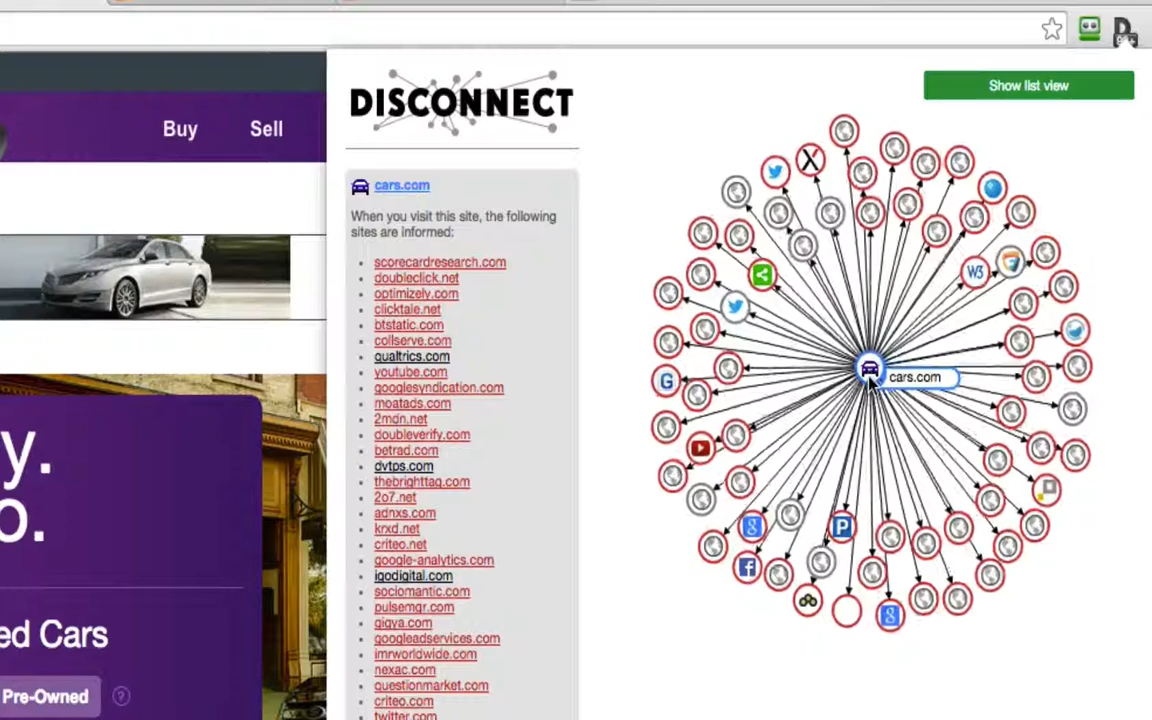 Buy
Sell
DISCONNECT
Show list view
cars.com
When you visit this site, the following
sites are informed:
scorecardresearch.com
doubleclick.net
optimizely.com
clicktale.net
btstatic.com
collserve.com
qualtrics.com
youtube.com
googlesyndication.com
moatads.com
2mdn.net
doubleverify.com
betrad.com
dvtps.com
thebrighttag.com
2o7.net
adnxs.com
krxd.net
criteo.net
google-analytics.com
igodigital.com
sociomantic.com
pulsemgr.com
gigya.com
googleadservices.com
imrworldwide.com
nexac.com
questionmarket.com
criteo.com
twitter.com
cars.com
X
W3
G
g
P
f
g
y.
o.
ed Cars
Pre-Owned
?